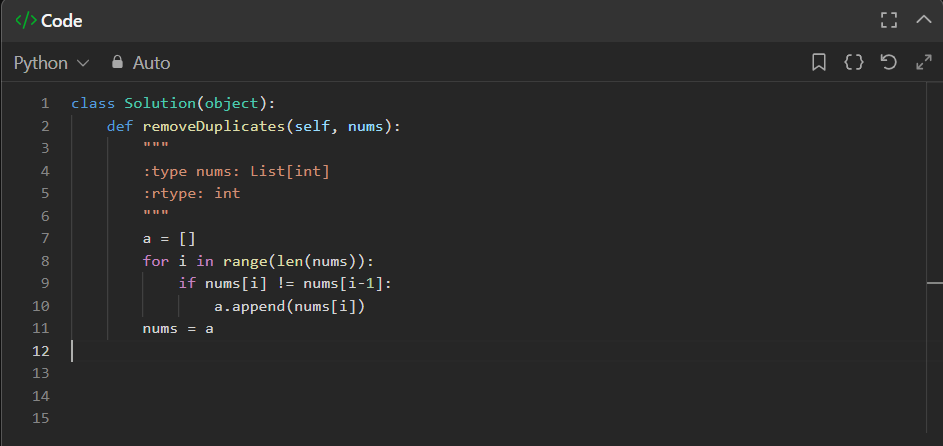 </> Code
Python Auto
1 class Solution(object):
2     def removeDuplicates(self, nums):
3         """
4         :type nums: List[int]
5         :rtype: int
6         """
7         a = []
8         for i in range(len(nums)):
9             if nums[i] != nums[i-1]:
10                 a.append(nums[i])
11         nums = a
12
13
14
15